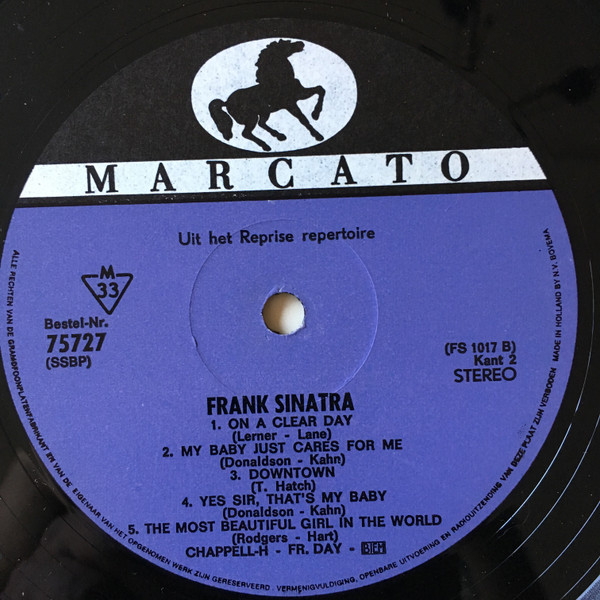 MARCATO
Uit het Reprise repertoire
M
33
Bestel-Nr.
75727
(SSBP)
(FS 1017 B)
Kant 2
STEREO
FRANK SINATRA
1. ON A CLEAR DAY
(Lerner - Lane)
2. MY BABY JUST CARES FOR ME
(Donaldson - Kahn)
3. DOWNTOWN
(T. Hatch)
4. YES SIR, THAT'S MY BABY
(Donaldson - Kahn)
5. THE MOST BEAUTIFUL GIRL IN THE WORLD
(Rodgers - Hart)
CHAPPELL-H - FR. DAY - BIEM
ALLE RECHTEN VAN DE GRAMOFOONPLATENFABRIKANT EN VAN DE EIGENAAR VAN HET OPGENOMEN WERK ZIJN GERESERVEERD. VERMENIGVULDIGING, OPENBARE UITVOERING EN RADIOUITZENDING VAN DEZE PLAAT ZIJN VERBODEN MADE IN HOLLAND BY N.V. BOVEMA